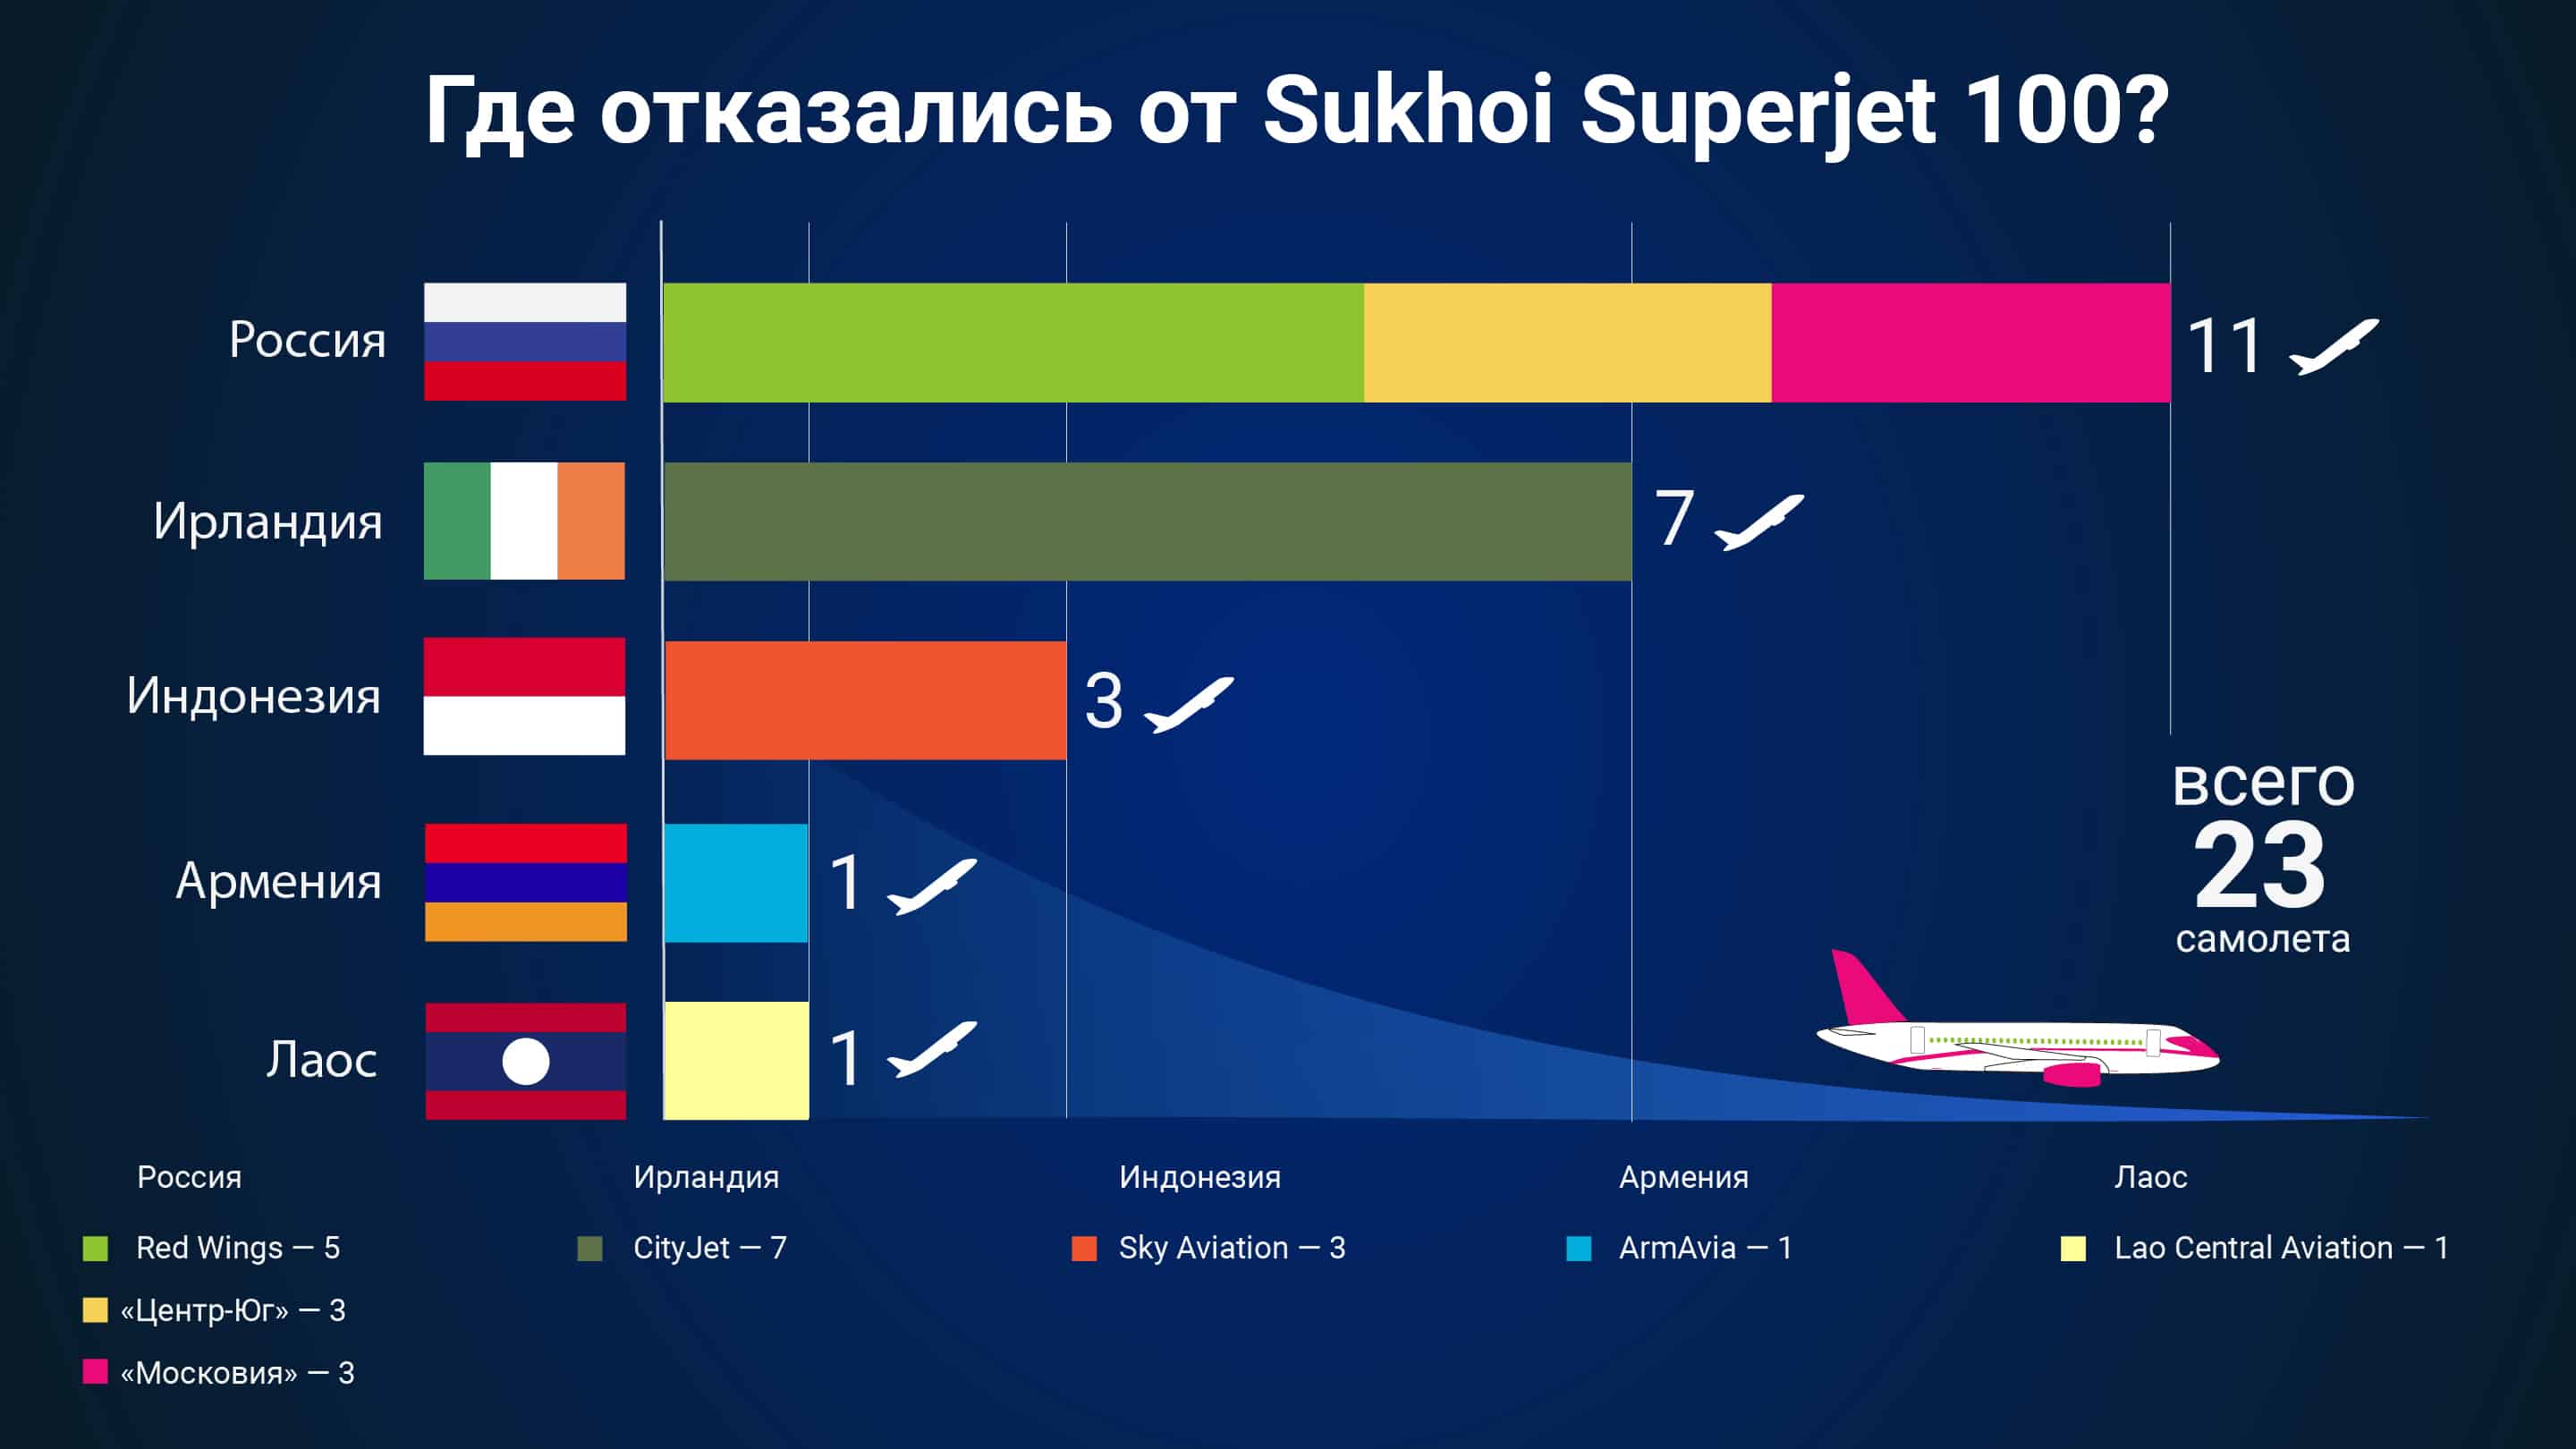 Где отказались от Sukhoi Superjet 100?
Россия
11
Ирландия
7
Индонезия
3
Армения
1
Лаос
1
всего
23
самолета
Россия
Red Wings — 5
«Центр-Юг» — 3
«Московия» — 3
Ирландия
CityJet — 7
Индонезия
Sky Aviation — 3
Армения
ArmAvia — 1
Лаос
Lao Central Aviation — 1